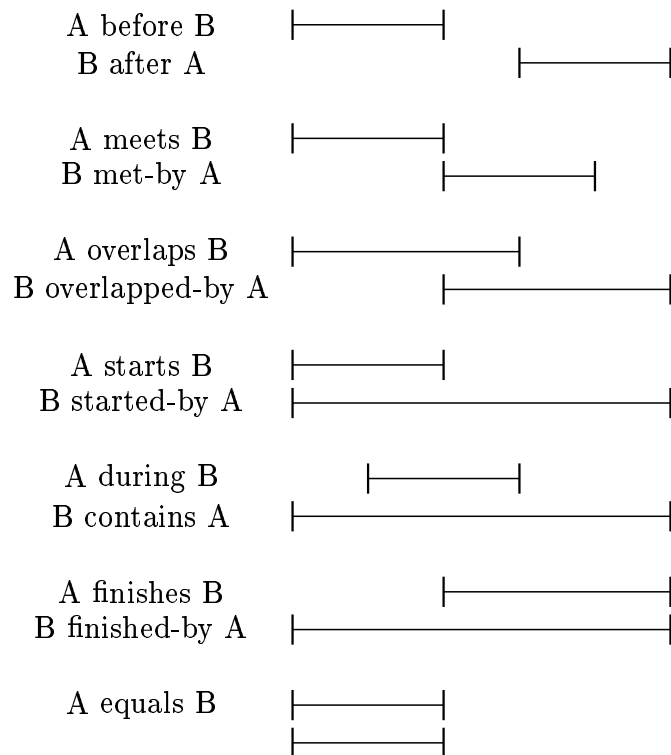 A before B
B after A
A meets B
B met-by A
A overlaps B
B overlapped-by A
A starts B
B started-by A
A during B
B contains A
A finishes B
B finished-by A
A equals B